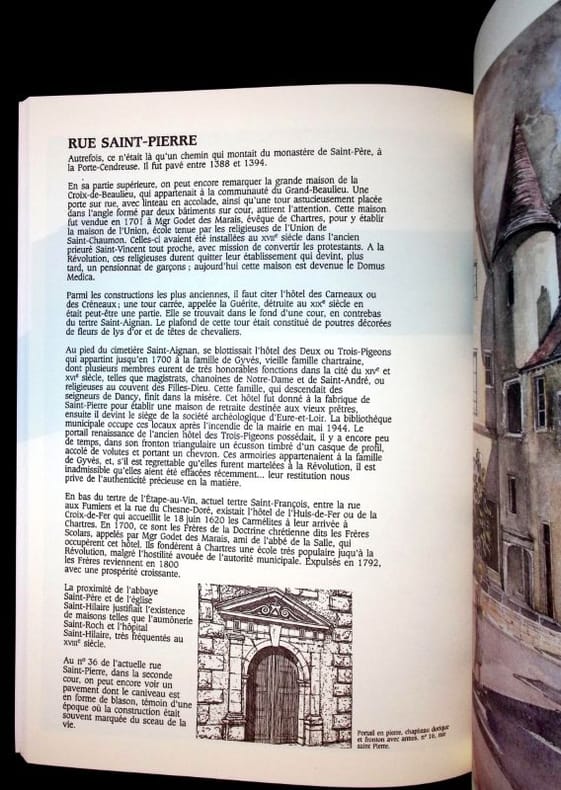 RUE SAINT-PIERRE
Autrefois, ce n'était là qu'un chemin qui montait du monastère de Saint-Père, à
la Porte-Cendreuse. Il fut pavé entre 1388 et 1394.
En sa partie supérieure, on peut encore remarquer la grande maison de la
Croix-de-Beaulieu, qui appartenait à la communauté du Grand-Beaulieu. Une
porte sur rue, avec linteau en accolade, ainsi qu'une tour astucieusement placée
dans l'angle formé par deux bâtiments sur cour, attirent l'attention. Cette maison
fut vendue en 1701 à Mgr Godet des Marais, évêque de Chartres, pour y établir
la maison de l'Union, école tenue par les religieuses de l'Union de
Saint-Chaumon. Celles-ci avaient été installées au XVIIe siècle dans l'ancien
prieuré Saint-Vincent tout proche, avec mission de convertir les protestants. A la
Révolution, ces religieuses durent quitter leur établissement qui devint, plus
tard, un pensionnat de garçons ; aujourd'hui cette maison est devenue le Domus
Medica.
Parmi les constructions les plus anciennes, il faut citer l'hôtel des Carneaux ou
des Créneaux ; une tour carrée, appelée la Guérite, détruite au XIXe siècle en
était peut-être une partie. Elle se trouvait dans le fond d'une cour, en contrebas
du tertre Saint-Aignan. Le plafond de cette tour était constitué de poutres décorées
de fleurs de lys d'or et de têtes de chevaliers.
Au pied du cimetière Saint-Aignan, se blottissait l'hôtel des Deux ou Trois-Pigeons
qui appartint jusqu'en 1700 à la famille de Gyvés, vieille famille chartraine,
dont plusieurs membres eurent de très honorables fonctions dans la cité du XVe et
XVIe siècle, telles que magistrats, chanoines de Notre-Dame et de Saint-André, ou
religieuses au couvent des Filles-Dieu. Cette famille, qui descendait des
seigneurs de Dancy, finit dans la misère. Cet hôtel fut donné à la fabrique de
Saint-Pierre pour établir une maison de retraite destinée aux vieux prêtres,
ensuite il devint le siège de la société archéologique d'Eure-et-Loir. La bibliothèque
municipale occupe ces locaux après l'incendie de la mairie en mai 1944. Le
portail renaissance de l'ancien hôtel des Trois-Pigeons possédait, il y a encore peu
de temps, dans son fronton triangulaire un écusson timbré d'un casque de profil,
accolé de volutes et portant un chevron. Ces armoiries appartenaient à la famille
de Gyvés, et, s'il est regrettable qu'elles furent martelées à la Révolution, il est
inadmissible qu'elles aient été effacées récemment... leur restitution nous
prive de l'authenticité précieuse en la matière.
En bas du tertre de l'Étape-au-Vin, actuel tertre Saint-François, entre la rue
aux Fumiers et la rue du Chesne-Doré, existait l'hôtel de l'Huis-de-Fer ou de la
Croix-de-Fer qui accueillit le 18 juin 1620 les Carmélites à leur arrivée à
Chartres. En 1700, ce sont les Frères de la Doctrine chrétienne dits les Frères
Scolars, appelés par Mgr Godet des Marais, ami de l'abbé de la Salle, qui
occupèrent cet hôtel. Ils fondèrent à Chartres une école très populaire jusqu'à la
Révolution, malgré l'hostilité avouée de l'autorité municipale. Expulsés en 1792,
les Frères reviennent en 1800
avec une prospérité croissante.
La proximité de l'abbaye
Saint-Père et de l'église
Saint-Hilaire justifiait l'existence
de maisons telles que l'aumônerie
Saint-Roch et l'hôpital
Saint-Hilaire, très fréquentés au
XVIIIe siècle.
Au n° 36 de l'actuelle rue
Saint-Pierre, dans la seconde
cour, on peut encore voir un
pavement dont le caniveau est
en forme de blason, témoin d'une
époque où la construction était
souvent marquée du sceau de la
vie.
Portail en pierre, chapiteau dorique
et fronton avec antes, n° 16, rue
saint Pierre.